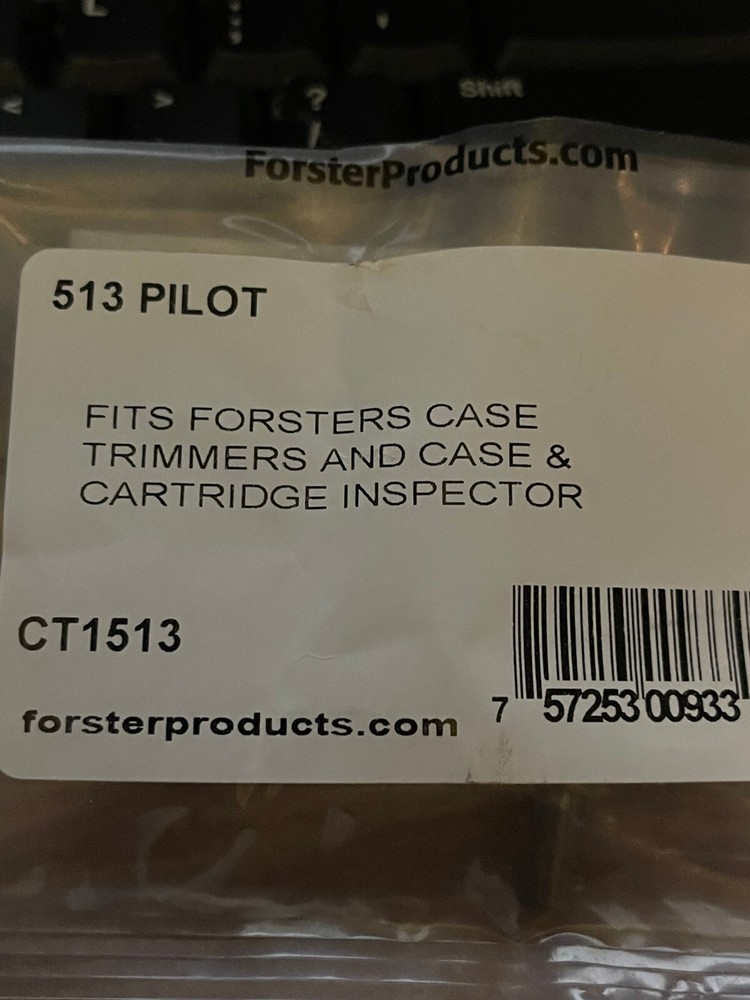 < > ? Shift
/
ForsterProducts.com
513 PILOT
FITS FORSTERS CASE
TRIMMERS AND CASE &
CARTRIDGE INSPECTOR
CT1513
7 57253 00933
forsterproducts.com